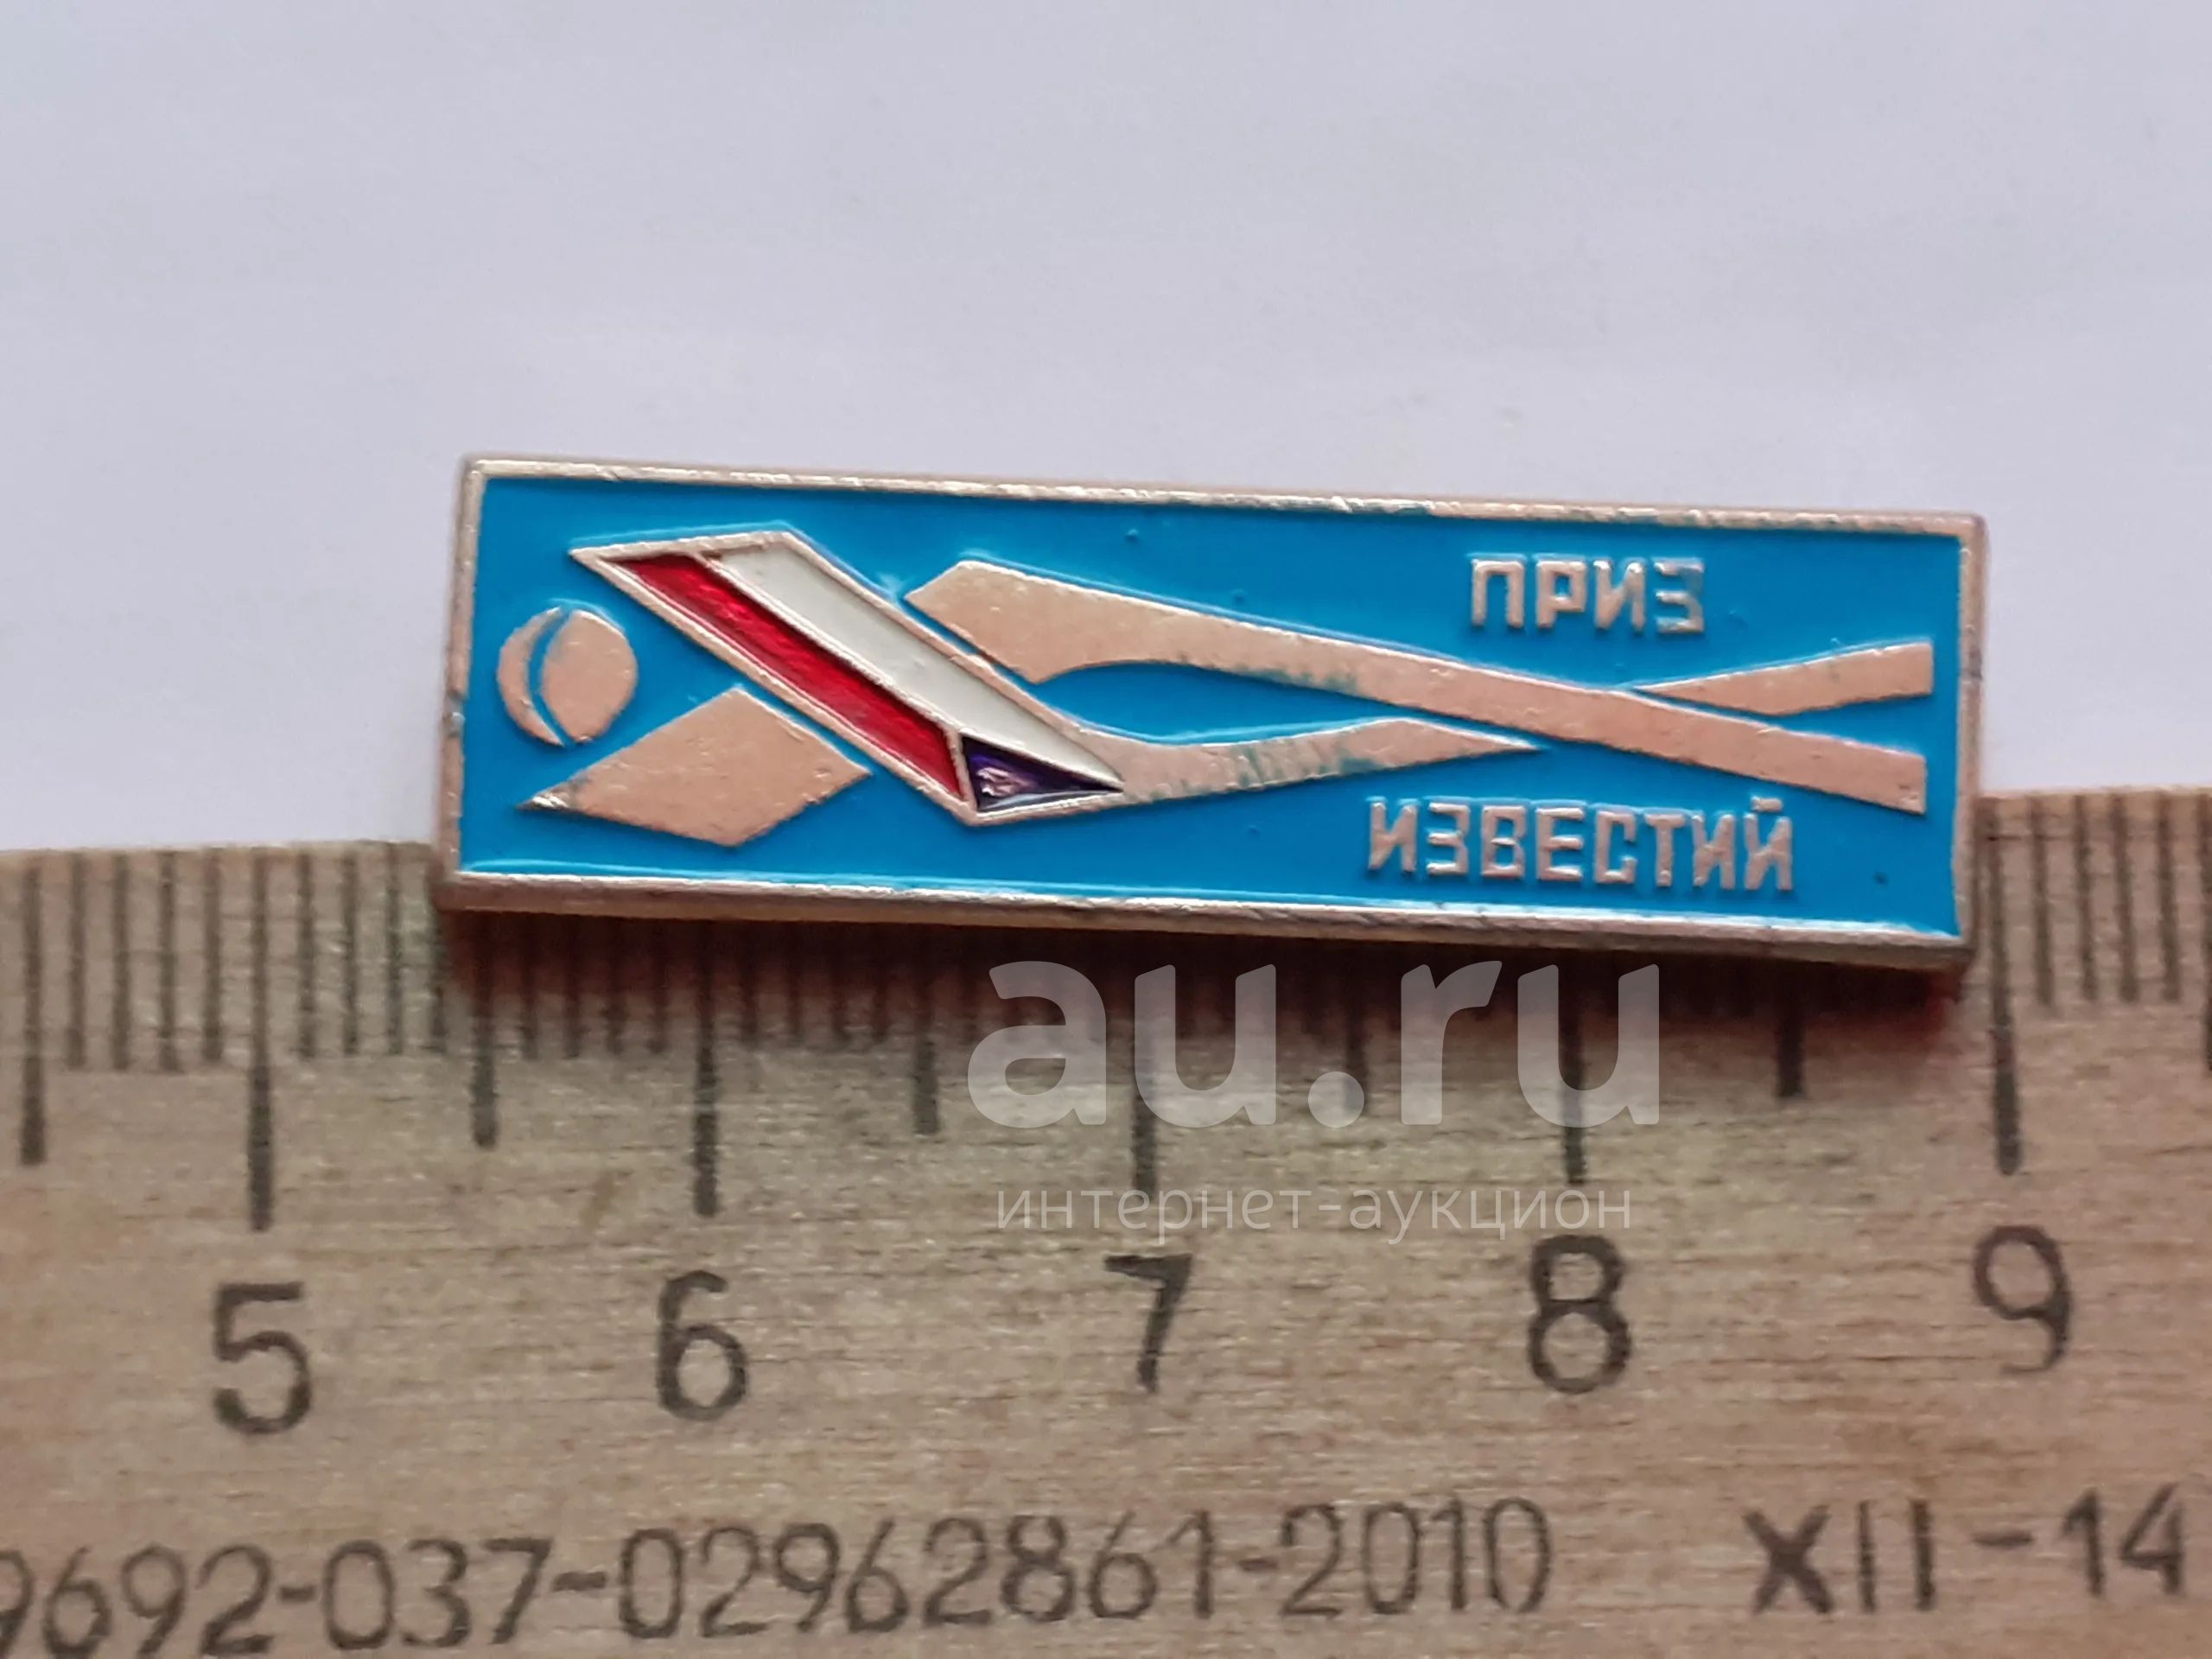 ПРИЗ
ИЗВЕСТИЙ
au.ru
интернет-аукцион
5 6 7 8 9
9692-037-02962861-2010 XII-14